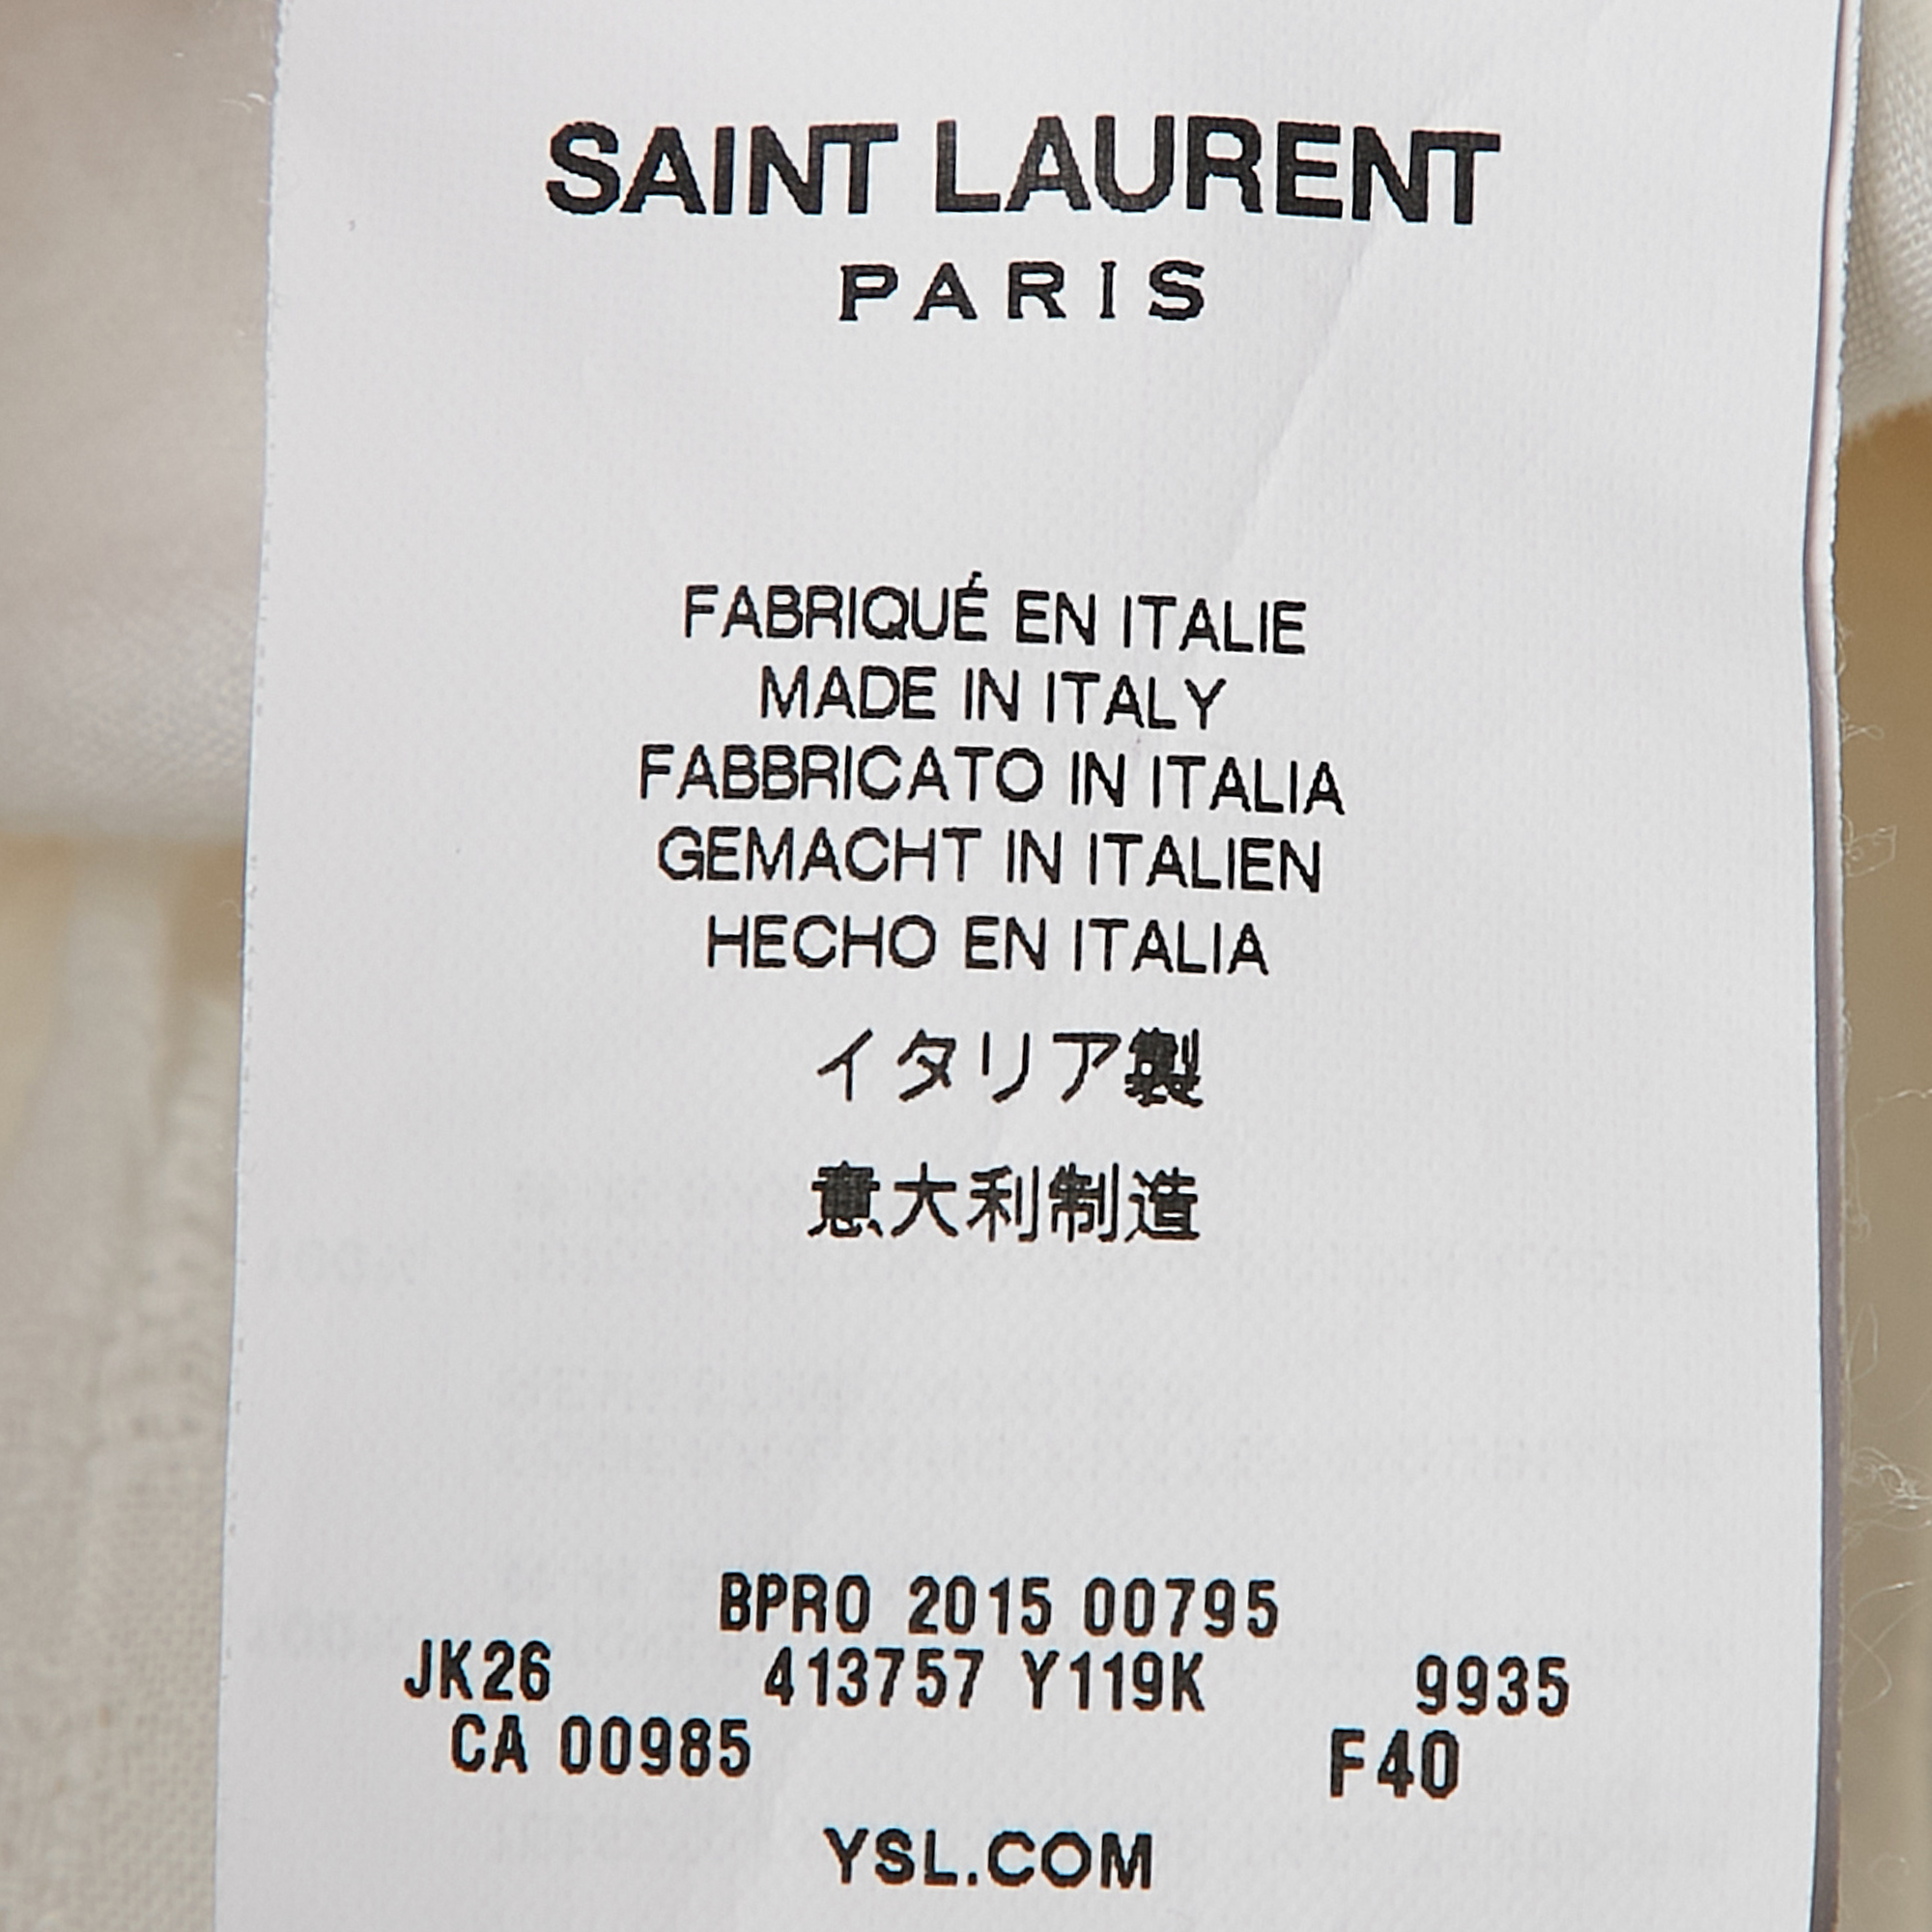 SAINT LAURENT
PARIS
FABRIQUÉ EN ITALIE
MADE IN ITALY
FABBRICATO IN ITALIA
GEMACHT IN ITALIEN
HECHO EN ITALIA
イタリア製
意大利制造
BPRO 2015 00795
JK26 413757 Y119K 9935
CA 00985 F40
YSL.COM